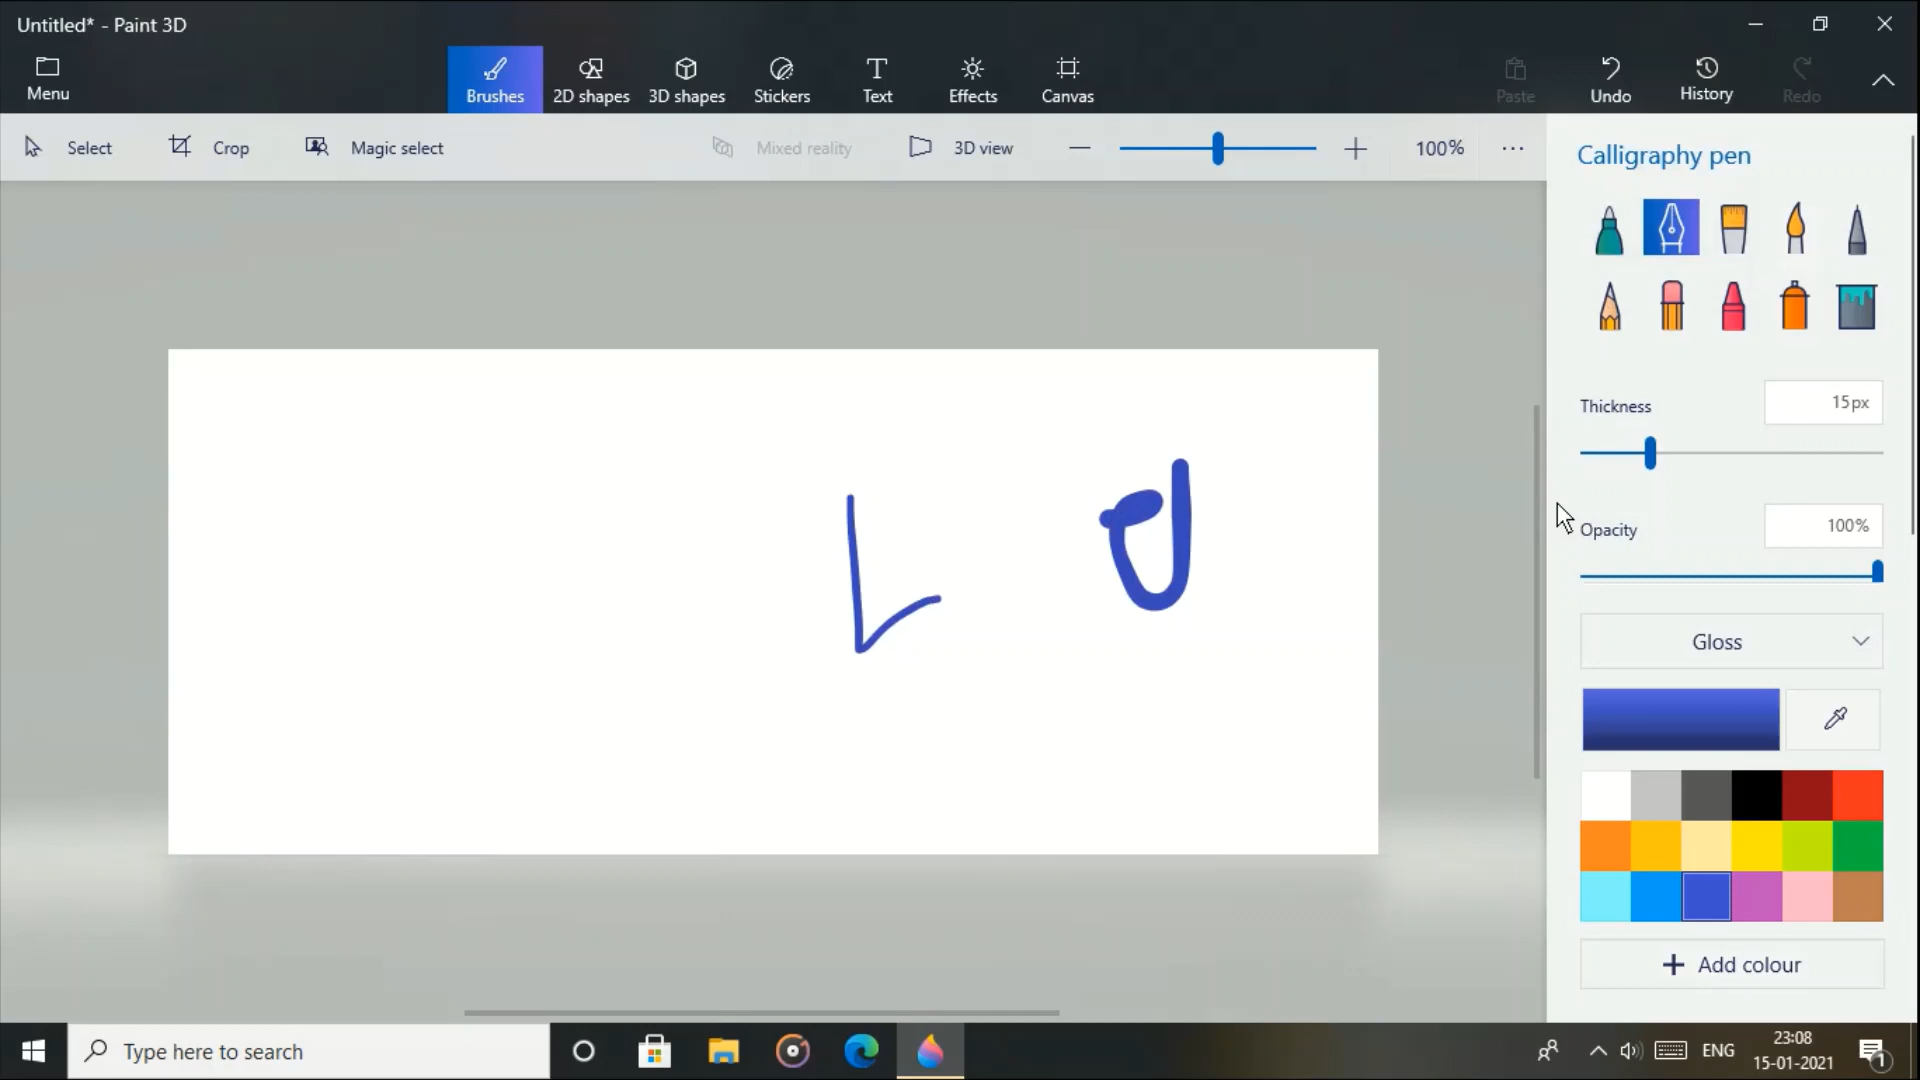 Untitled* - Paint 3D
Menu
Brushes 2D shapes 3D shapes Stickers Text Effects Canvas Paste Undo History Redo
Select Crop Magic select Mixed reality 3D view 100% ...
Calligraphy pen
Thickness 15px
Opacity 100%
Gloss
+ Add colour
L
Type here to search
ENG 23:08
15-01-2021
1